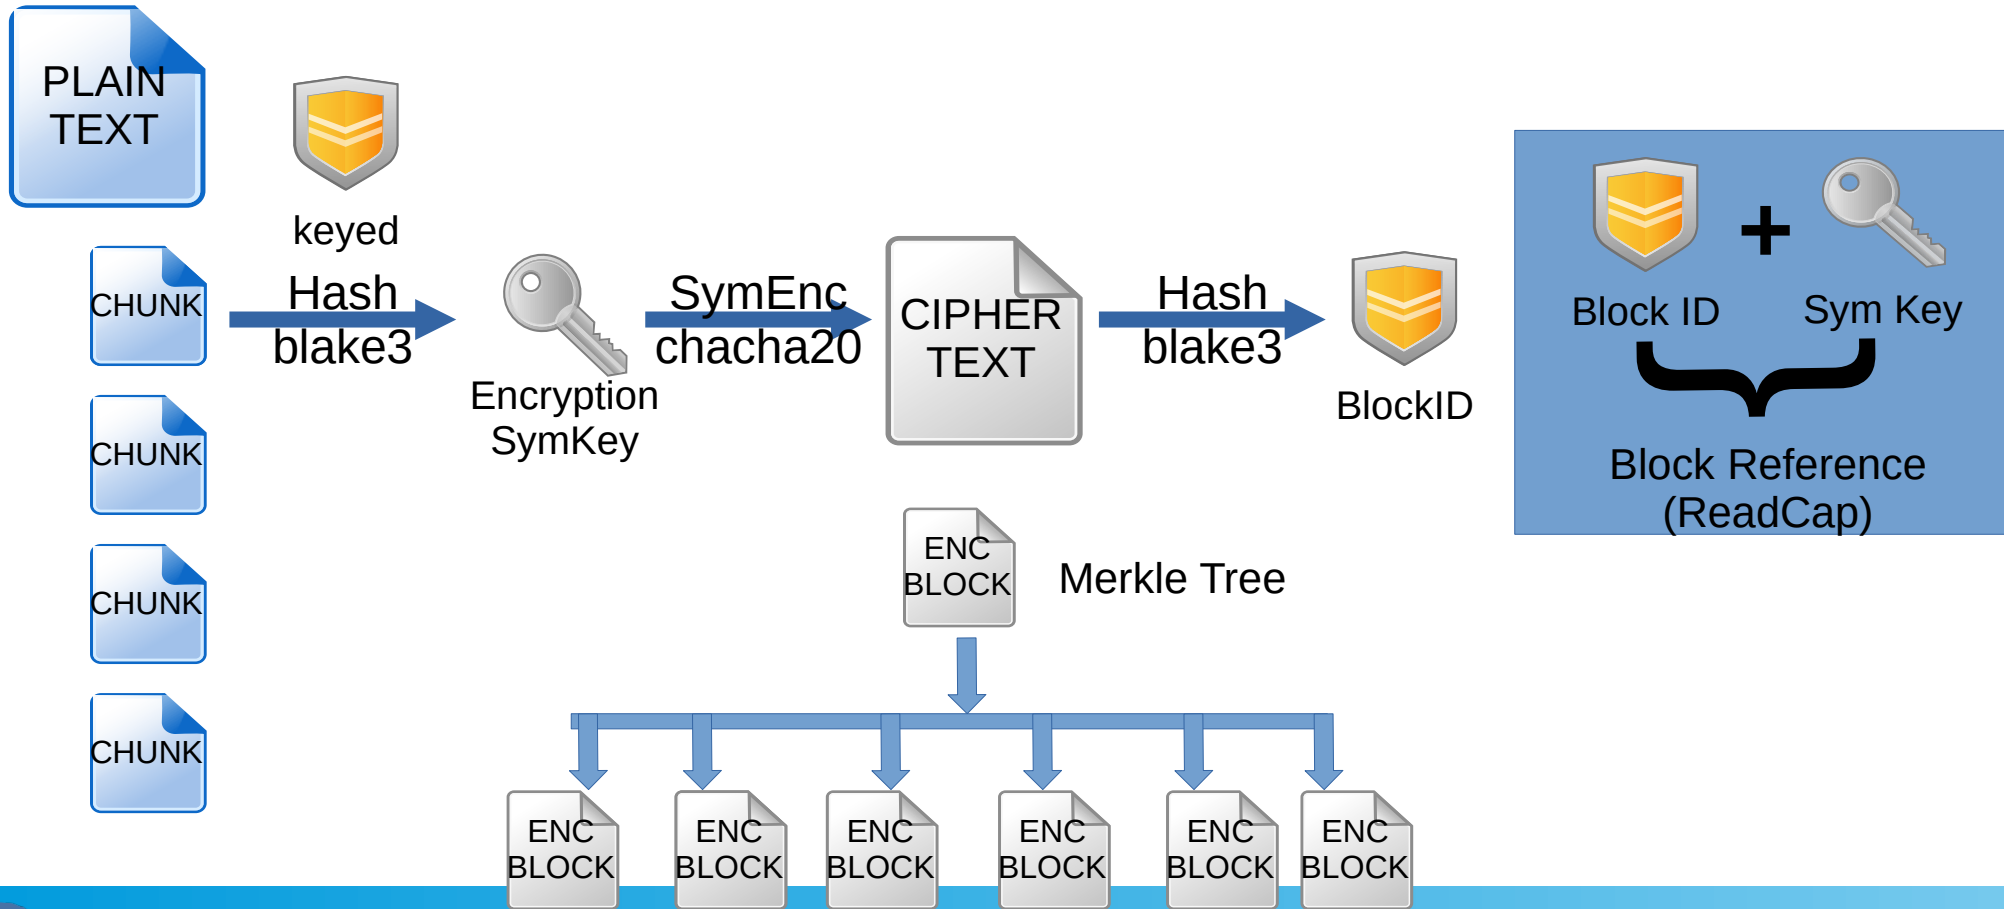 PLAIN
TEXT
keyed
CHUNK
Hash
blake3
Encryption
SymKey
SymEnc
chacha20
CIPHER
TEXT
Hash
blake3
BlockID
Block ID
+
Sym Key
Block Reference
(ReadCap)
CHUNK
CHUNK
CHUNK
ENC
BLOCK
Merkle Tree
ENC
BLOCK
ENC
BLOCK
ENC
BLOCK
ENC
BLOCK
ENC
BLOCK
ENC
BLOCK